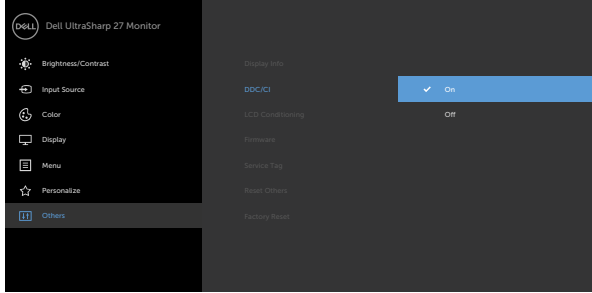 DELL
Dell UltraSharp 27 Monitor
Brightness/Contrast
Input Source
Color
Display
Menu
Personalize
Others
Display Info
DDC/CI
LCD Conditioning
Firmware
Service Tag
Reset Others
Factory Reset
On
Off